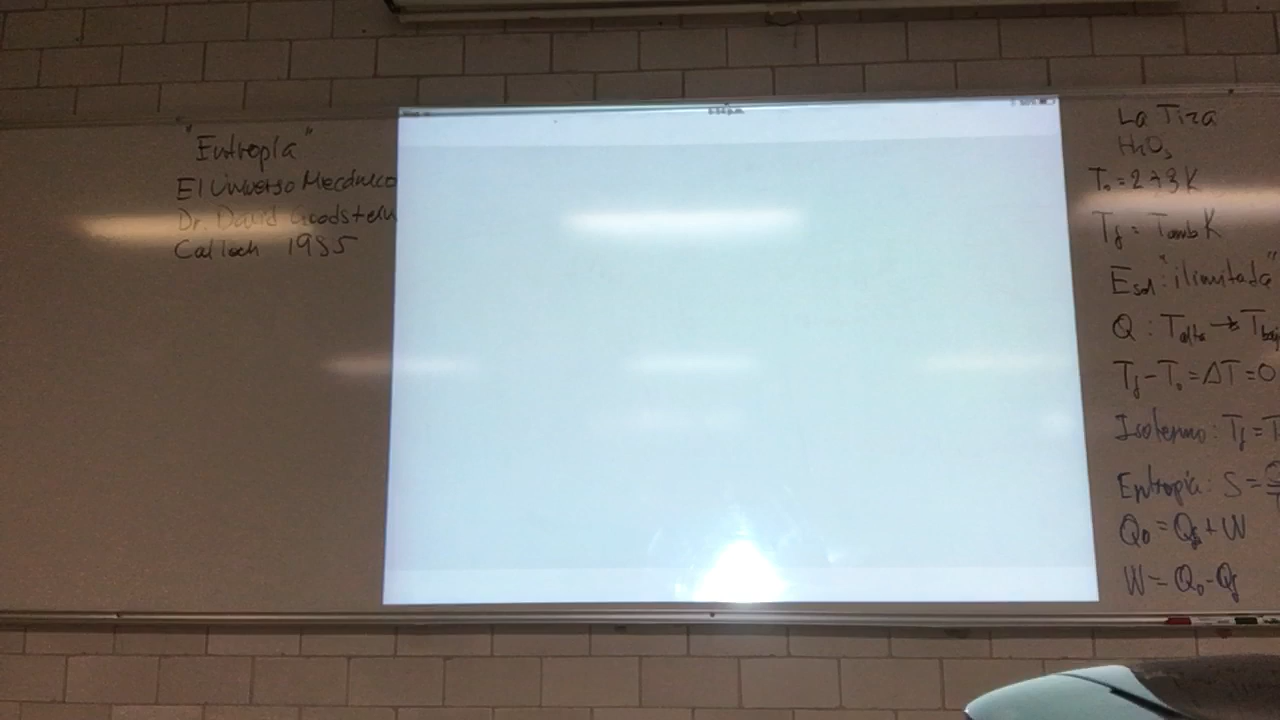 "Entropía"
El Universo Mecánico
Dr. David Goodstein
Caltech 1985
La Tiza
T₀ = 273 K
T_f = T_amb K
E_sol : "ilimitada"
Q : T_alta → T_baj
T_f - T₀ = ΔT = 0
Isotermo : T_f = T
Entropía : S = Q
Q₀ = Q_f + W
W = Q₀ - Q_f